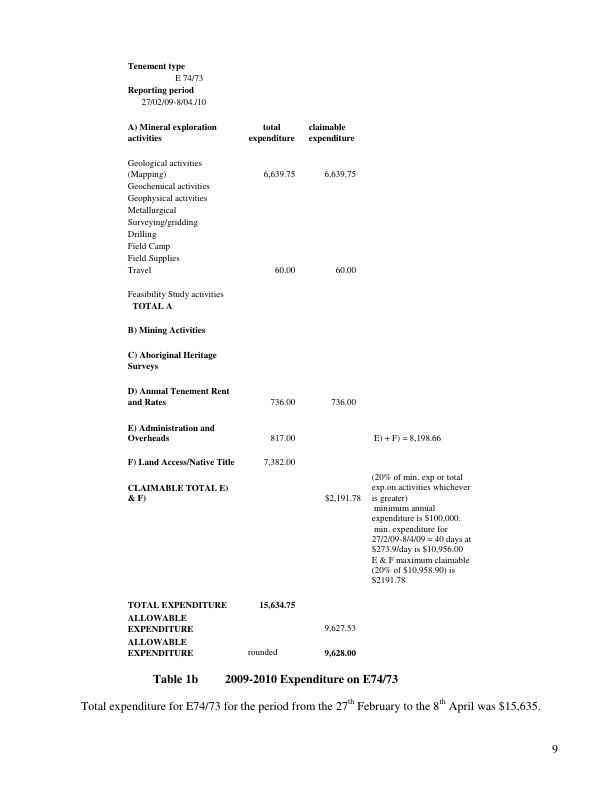 Tenement type
E 74/73
Reporting period
27/02/09-8/04./10
A) Mineral exploration activities total expenditure claimable expenditure
Geological activities
(Mapping) 6,639.75 6,639.75
Geochemical activities
Geophysical activities
Metallurgical
Surveying/gridding
Drilling
Field Camp
Field Supplies
Travel 60.00 60.00
Feasibility Study activities
TOTAL A
B) Mining Activities
C) Aboriginal Heritage
Surveys
D) Annual Tenement Rent
and Rates 736.00 736.00
E) Administration and
Overheads 817.00 E) + F) = 8,198.66
F) Land Access/Native Title 7,382.00
CLAIMABLE TOTAL E)
& F) $2,191.78
(20% of min. exp or total
exp.on activities whichever
is greater)
minimum annual
expenditure is $100,000.
min. expenditure for
27/2/09-8/4/09 = 40 days at
$273.9/day is $10,956.00
E & F maximum claimable
(20% of $10,958.90) is
$2191.78
TOTAL EXPENDITURE 15,634.75
ALLOWABLE
EXPENDITURE 9,627.53
ALLOWABLE
EXPENDITURE rounded 9,628.00
Table 1b 2009-2010 Expenditure on E74/73
Total expenditure for E74/73 for the period from the 27th February to the 8th April was $15,635.
9